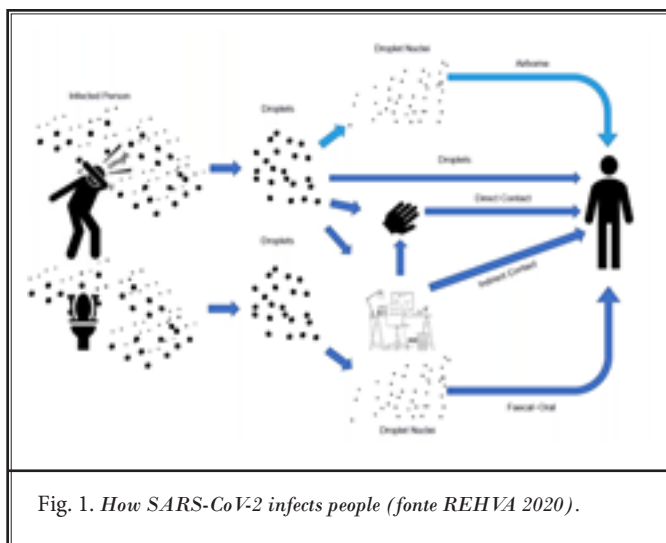 Droplet Nuclei
Airborne
Infected Person
Droplets
Droplets
Direct Contact
Droplets
Indirect Contact
Faecal-Oral
Droplet Nuclei
Fig. 1. How SARS-CoV-2 infects people (fonte REHVA 2020).